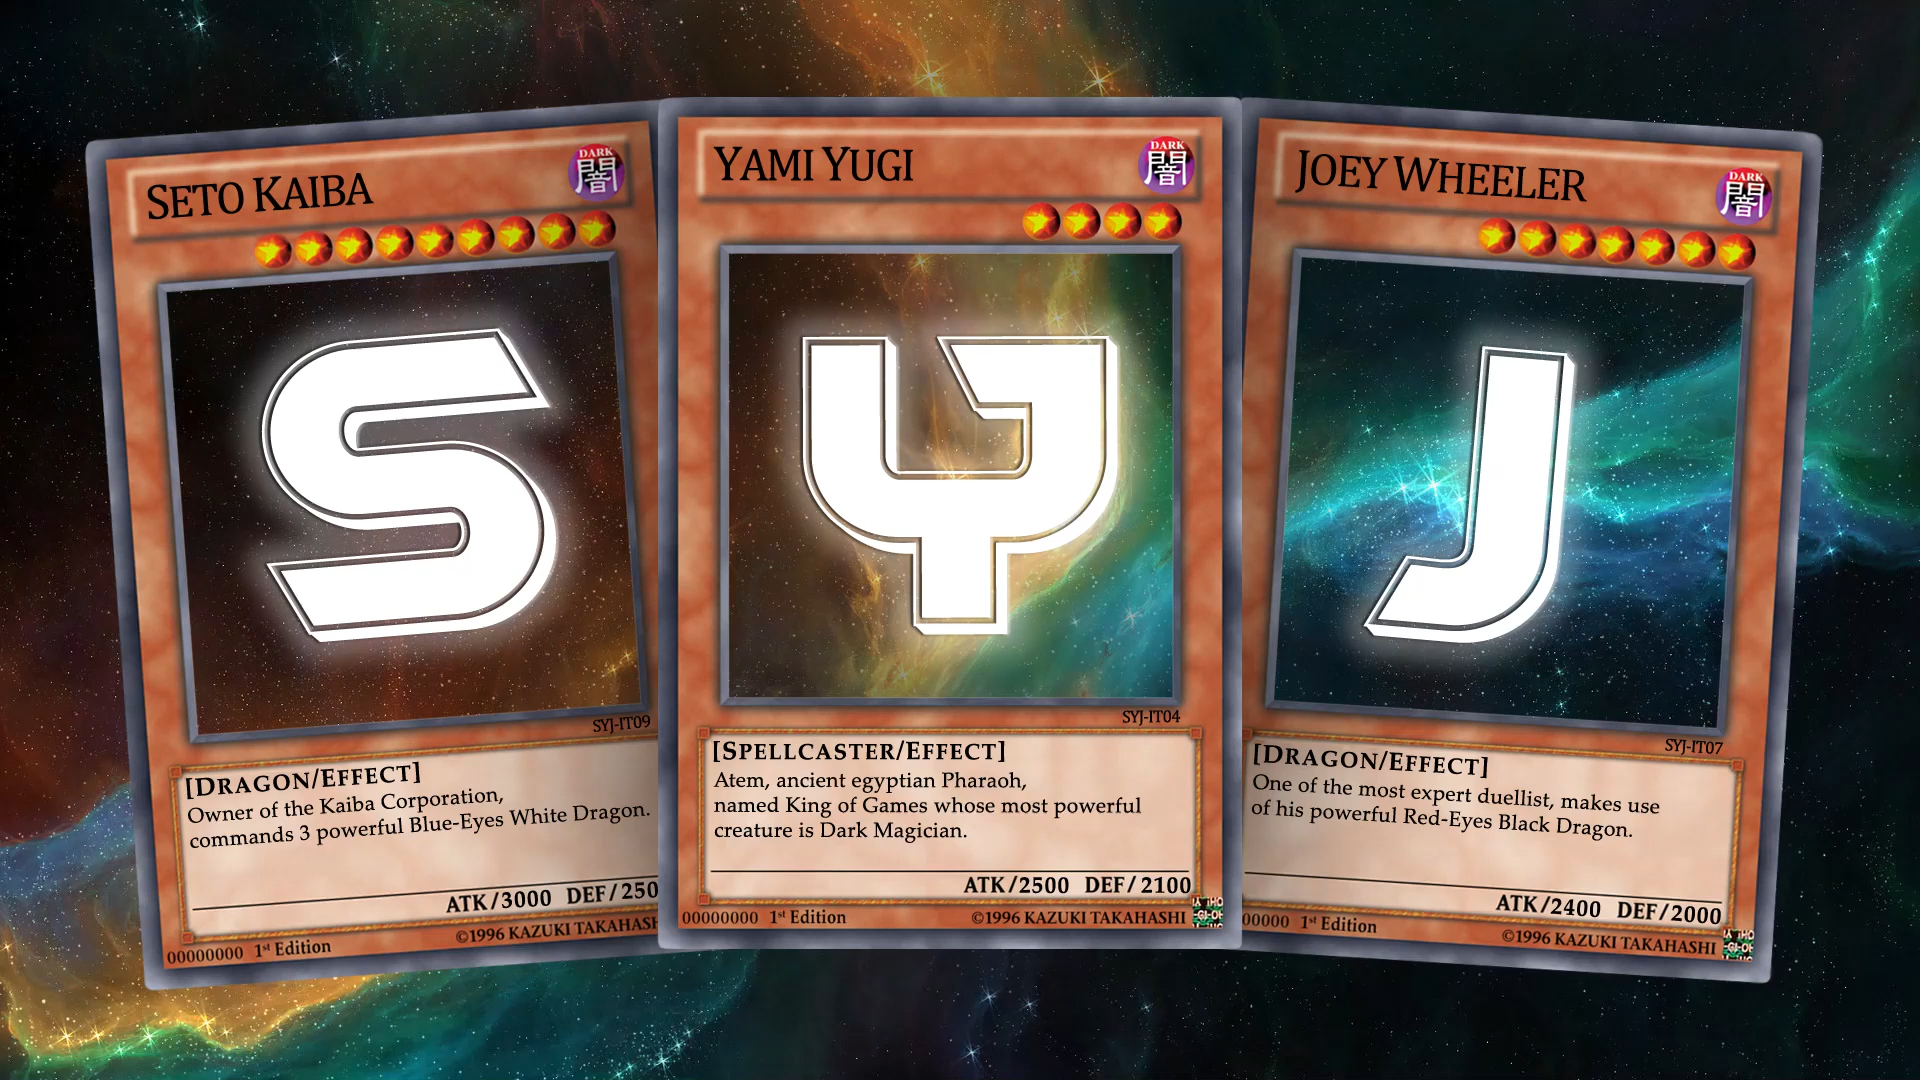 SETO KAIBA
DARK
闇
S
SYJ-IT09
[DRAGON/EFFECT]
Owner of the Kaiba Corporation,
commands 3 powerful Blue-Eyes White Dragon.
ATK/3000 DEF/250
00000000 1st Edition ©1996 KAZUKI TAKAHASH
YAMI YUGI
DARK
闇
Y
SYJ-IT04
[SPELLCASTER/EFFECT]
Atem, ancient egyptian Pharaoh,
named King of Games whose most powerful
creature is Dark Magician.
ATK/2500 DEF/2100
00000000 1st Edition ©1996 KAZUKI TAKAHASHI
JOEY WHEELER
DARK
闇
J
SYJ-IT07
[DRAGON/EFFECT]
One of the most expert duellist, makes use
of his powerful Red-Eyes Black Dragon.
ATK/2400 DEF/2000
00000 1st Edition ©1996 KAZUKI TAKAHASHI